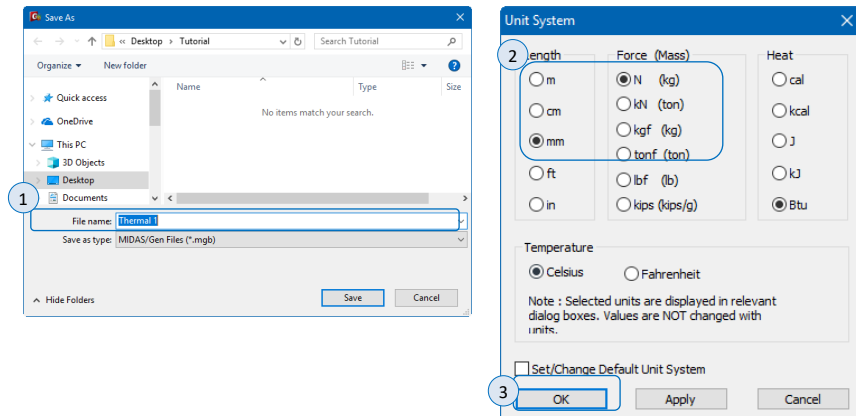 Save As
« Desktop > Tutorial
Search Tutorial
Organize
New folder
?
Name
Type
Size
Quick access
No items match your search.
OneDrive
This PC
3D Objects
Desktop
Documents
1
File name: Thermal 1
Save as type: MIDAS/Gen Files (*.mgb)
Hide Folders
Save
Cancel
Unit System
2
Length
Force (Mass)
Heat
m
N (kg)
cal
cm
kN (ton)
kcal
mm
kgf (kg)
J
tonf (ton)
ft
lbf (lb)
kJ
in
kips (kips/g)
Btu
Temperature
Celsius
Fahrenheit
Note : Selected units are displayed in relevant
dialog boxes. Values are NOT changed with
units.
Set/Change Default Unit System
3
OK
Apply
Cancel